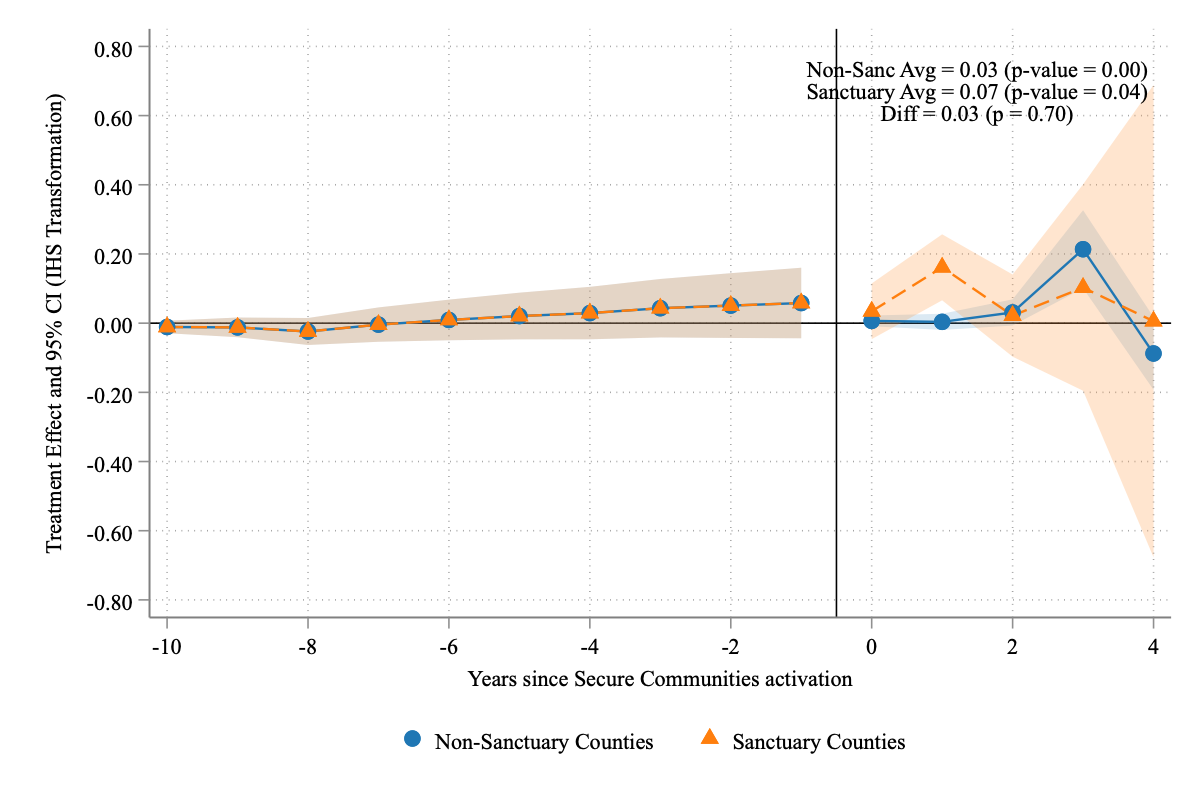 Non-Sanc Avg = 0.03 (p-value = 0.00)
Sanctuary Avg = 0.07 (p-value = 0.04)
Diff = 0.03 (p = 0.70)
Treatment Effect and 95% CI (IHS Transformation)
0.80
0.60
0.40
0.20
0.00
-0.20
-0.40
-0.60
-0.80
-10 -8 -6 -4 -2 0 2 4
Years since Secure Communities activation
Non-Sanctuary Counties Sanctuary Counties